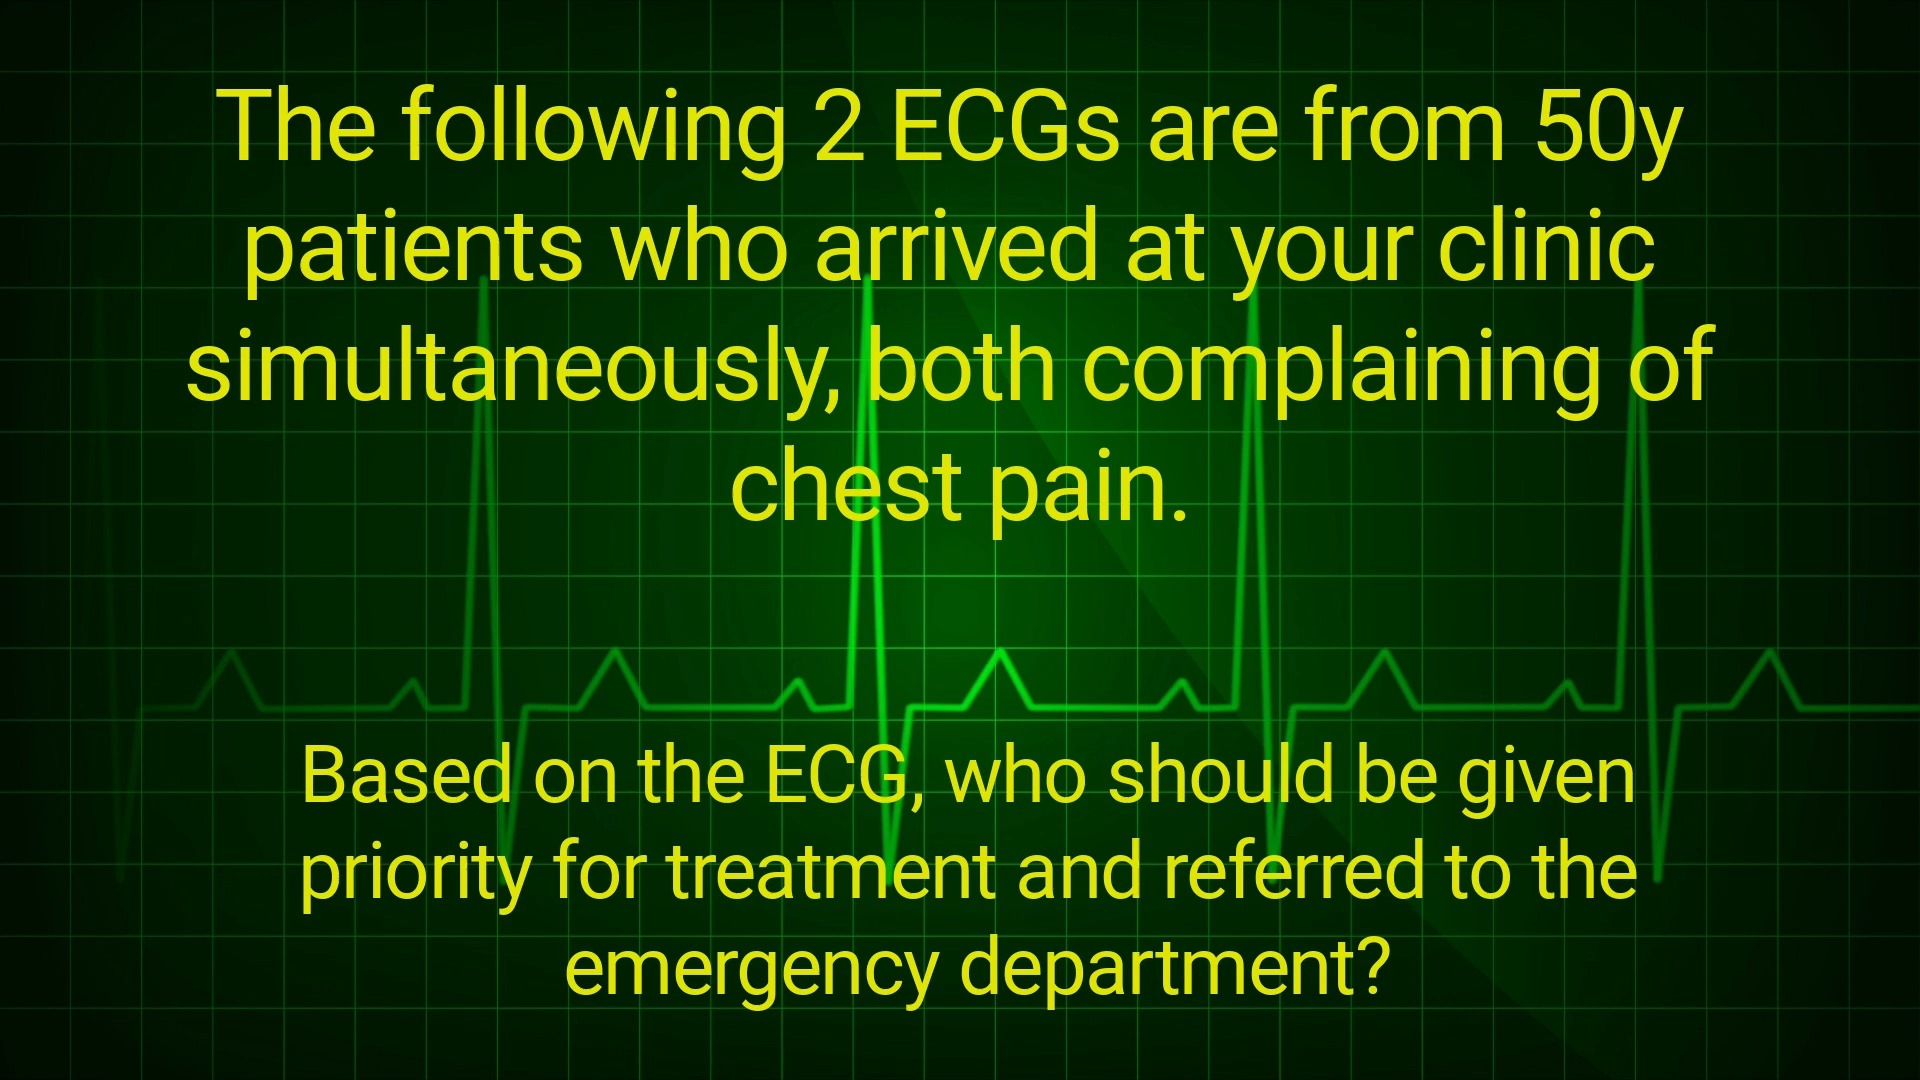 The following 2 ECGs are from 50y
patients who arrived at your clinic
simultaneously, both complaining of
chest pain.
Based on the ECG, who should be given
priority for treatment and referred to the
emergency department?